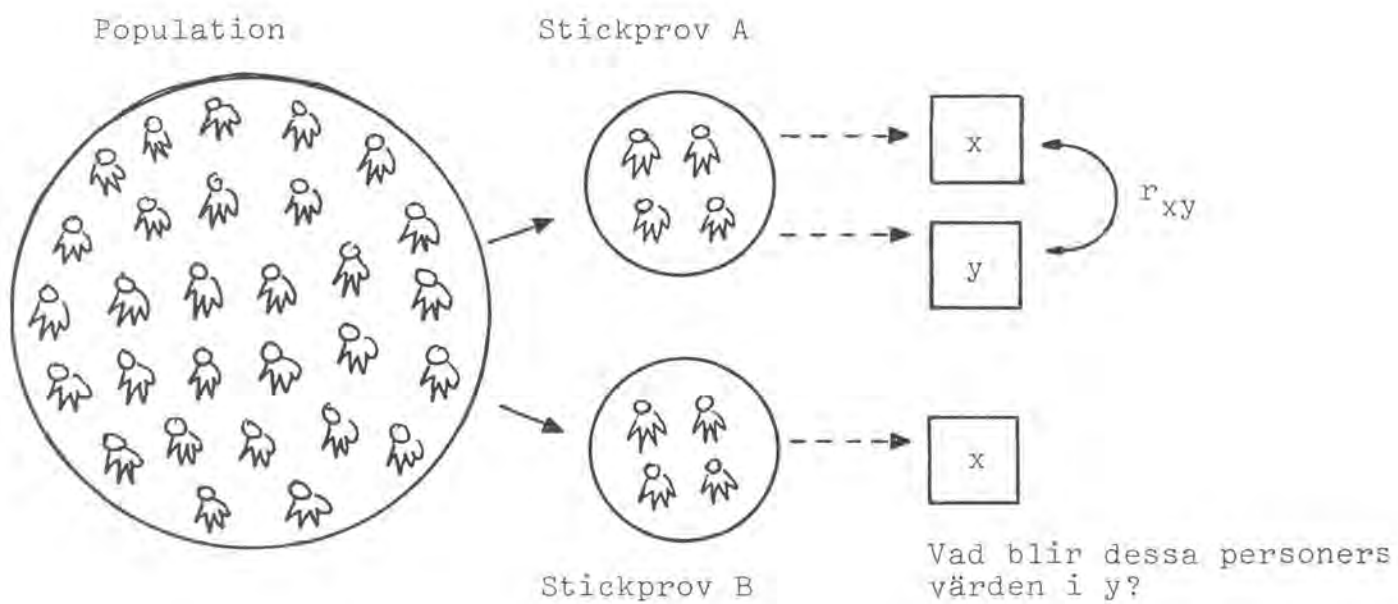 Population
Stickprov A
x
r_xy
y
x
Vad blir dessa personers
värden i y?
Stickprov B